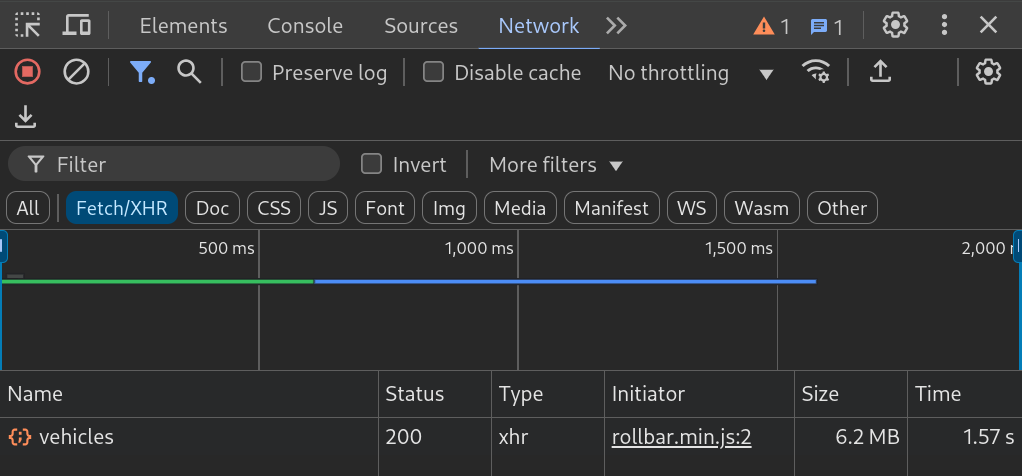 Elements Console Sources Network 1 1
Preserve log Disable cache No throttling
Filter Invert More filters
All Fetch/XHR Doc CSS JS Font Img Media Manifest WS Wasm Other
500 ms 1,000 ms 1,500 ms 2,000
Name Status Type Initiator Size Time
vehicles 200 xhr rollbar.min.js:2 6.2 MB 1.57 s